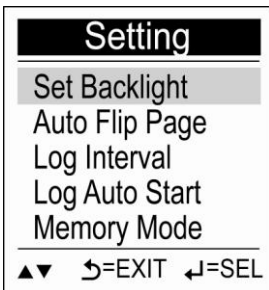 Setting
Set Backlight
Auto Flip Page
Log Interval
Log Auto Start
Memory Mode
▲▼ ↶=EXIT ↵=SEL